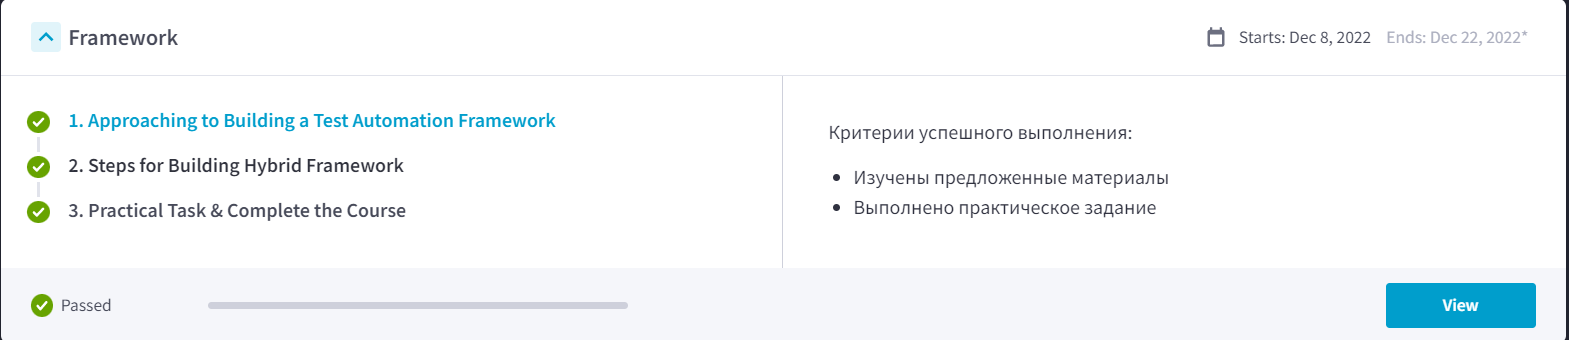 Framework
Starts: Dec 8, 2022 Ends: Dec 22, 2022*
1. Approaching to Building a Test Automation Framework
2. Steps for Building Hybrid Framework
3. Practical Task & Complete the Course
Критерии успешного выполнения:
• Изучены предложенные материалы
• Выполнено практическое задание
Passed
View